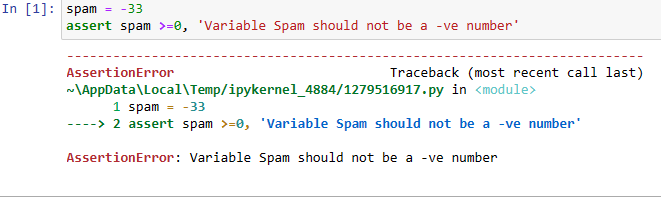 In [1]: spam = -33
assert spam >=0, 'Variable Spam should not be a -ve number'
---------------------------------------------------------------------------
AssertionError                            Traceback (most recent call last)
~\AppData\Local\Temp/ipykernel_4884/1279516917.py in <module>
      1 spam = -33
----> 2 assert spam >=0, 'Variable Spam should not be a -ve number'
AssertionError: Variable Spam should not be a -ve number